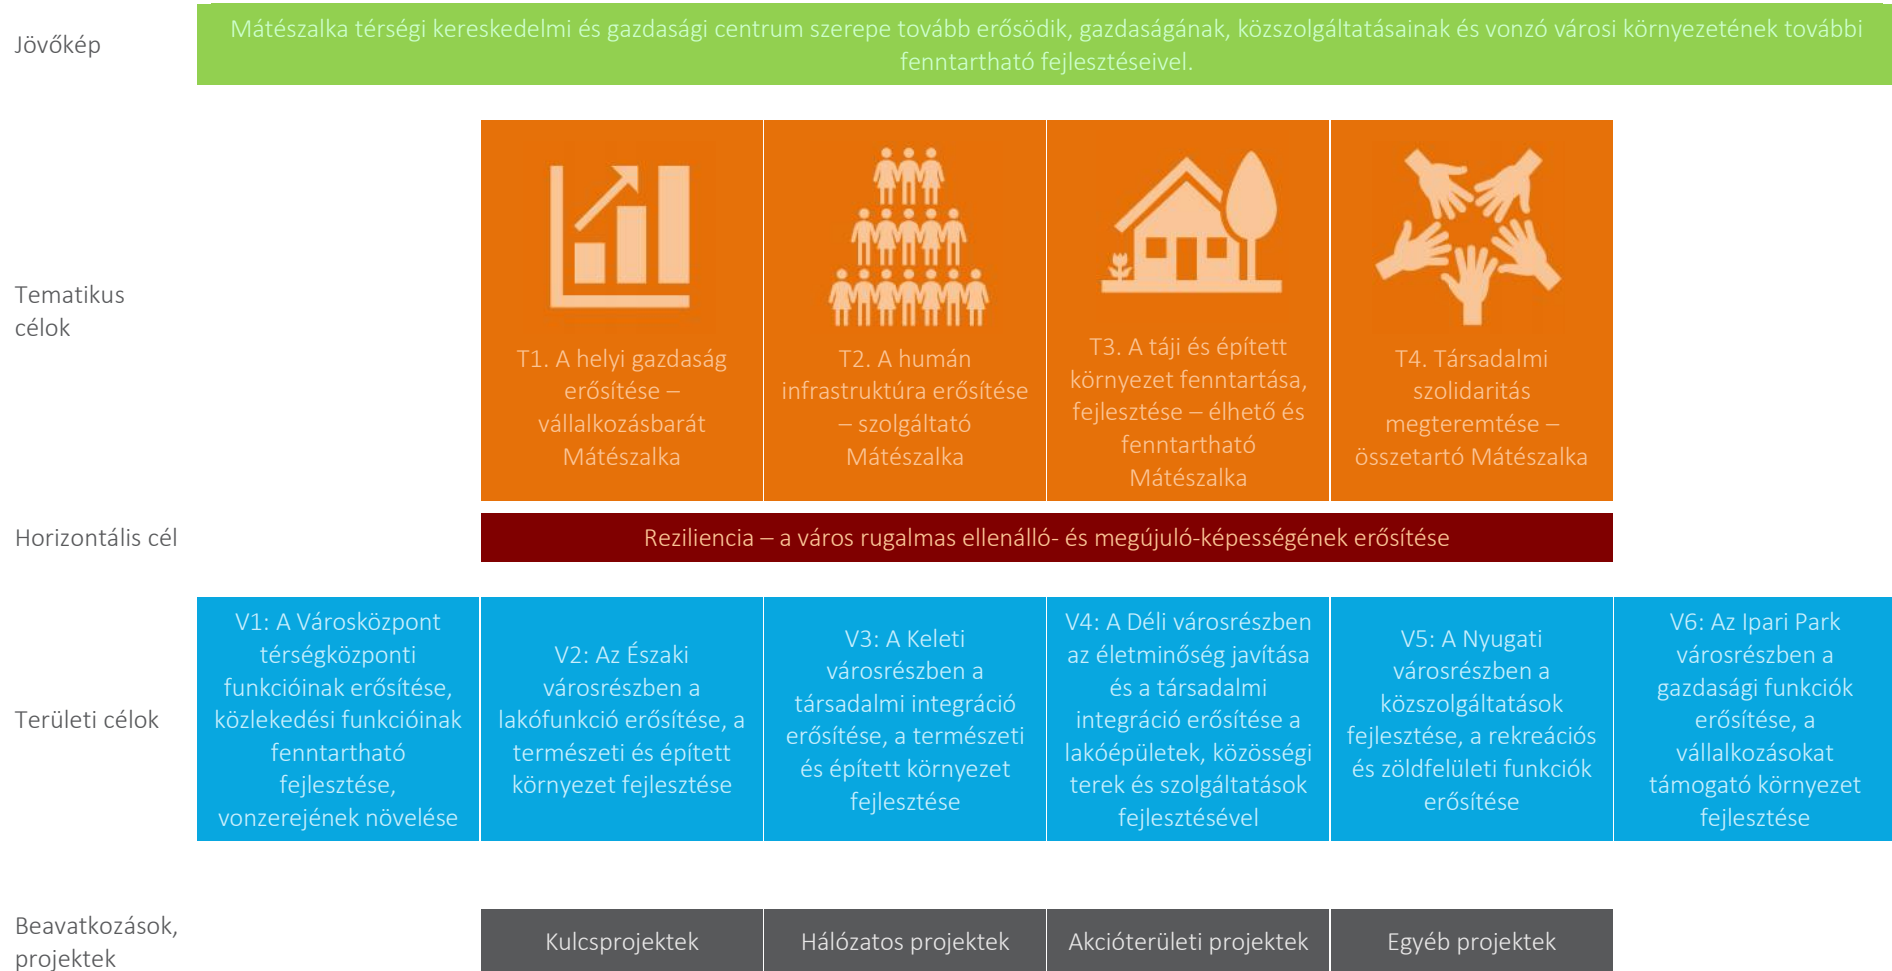 Jövőkép
Mátészalka térségi kereskedelmi és gazdasági centrum szerepe tovább erősödik, gazdaságának, közszolgáltatásainak és vonzó városi környezetének további
fenntartható fejlesztéseivel.
Tematikus
célok
T1. A helyi gazdaság
erősítése –
vállalkozásbarát
Mátészalka
T2. A humán
infrastruktúra erősítése
– szolgáltató
Mátészalka
T3. A táji és épített
környezet fenntartása,
fejlesztése – élhető és
fenntartható
Mátészalka
T4. Társadalmi
szolidaritás
megteremtése –
összetartó Mátészalka
Horizontális cél
Reziliencia – a város rugalmas ellenálló- és megújuló-képességének erősítése
Területi célok
V1: A Városközpont
térségközponti
funkcióinak erősítése,
közlekedési funkcióinak
fenntartható
fejlesztése,
vonzerejének növelése
V2: Az Északi
városrészben a
lakófunkció erősítése, a
természeti és épített
környezet fejlesztése
V3: A Keleti
városrészben a
társadalmi integráció
erősítése, a természeti
és épített környezet
fejlesztése
V4: A Déli városrészben
az életminőség javítása
és a társadalmi
integráció erősítése a
lakóépületek, közösségi
terek és szolgáltatások
fejlesztésével
V5: A Nyugati
városrészben a
közszolgáltatások
fejlesztése, a rekreációs
és zöldfelületi funkciók
erősítése
V6: Az Ipari Park
városrészben a
gazdasági funkciók
erősítése, a
vállalkozásokat
támogató környezet
fejlesztése
Beavatkozások,
projektek
Kulcsprojektek
Hálózatos projektek
Akcióterületi projektek
Egyéb projektek